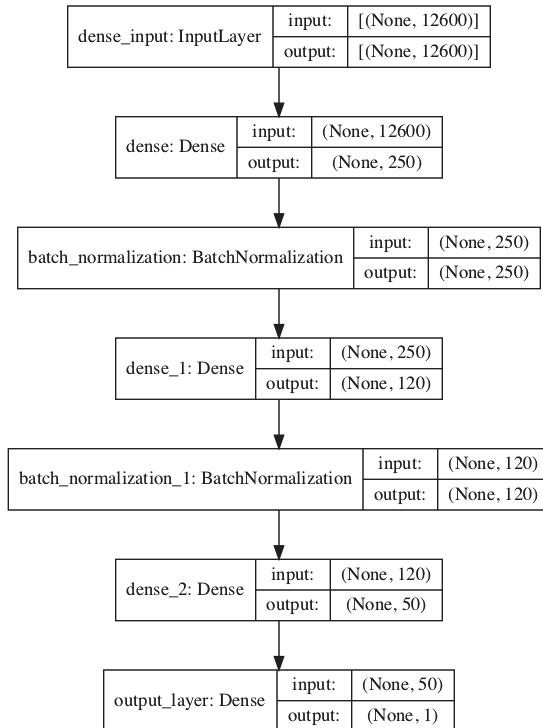 dense_input: InputLayer
input: [(None, 12600)]
output: [(None, 12600)]
dense: Dense
input: (None, 12600)
output: (None, 250)
batch_normalization: BatchNormalization
input: (None, 250)
output: (None, 250)
dense_1: Dense
input: (None, 250)
output: (None, 120)
batch_normalization_1: BatchNormalization
input: (None, 120)
output: (None, 120)
dense_2: Dense
input: (None, 120)
output: (None, 50)
output_layer: Dense
input: (None, 50)
output: (None, 1)